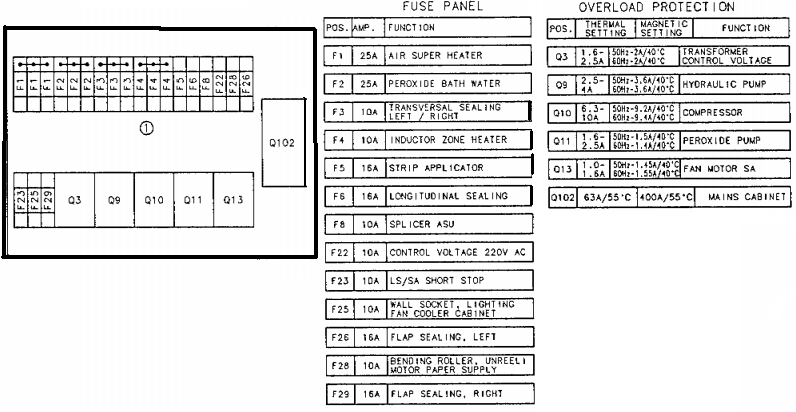 FUSE PANEL
POS. AMP. FUNCTION
F1 25A AIR SUPER HEATER
F2 25A PEROXIDE BATH WATER
F3 10A TRANSVERSAL SEALING
LEFT / RIGHT
F4 10A INDUCTOR ZONE HEATER
F5 16A STRIP APPLICATOR
F6 16A LONGITUDINAL SEALING
F8 10A SPLICER ASU
F22 10A CONTROL VOLTAGE 220V AC
F23 10A LS/SA SHORT STOP
F25 10A WALL SOCKET, LIGHTING
FAN COOLER CABINET
F26 16A FLAP SEALING, LEFT
F28 10A BENDING ROLLER, UNREELI
MOTOR PAPER SUPPLY
F29 16A FLAP SEALING, RIGHT
OVERLOAD PROTECTION
POS. THERMAL SETTING MAGNETIC SETTING FUNCTION
Q3 1.6-2.5A 50Hz-2A/40°C
60Hz-2A/40°C TRANSFORMER
CONTROL VOLTAGE
Q9 2.5-4A 50Hz-3.6A/40°C
60Hz-3.6A/40°C HYDRAULIC PUMP
Q10 6.3-10A 50Hz-9.2A/40°C
60Hz-9.4A/40°C COMPRESSOR
Q11 1.6-2.5A 50Hz-1.5A/40°C
60Hz-1.4A/40°C PEROXIDE PUMP
Q13 1.0-1.6A 50Hz-1.45A/40°C
60Hz-1.55A/40°C FAN MOTOR SA
Q102 63A/55°C 400A/55°C MAINS CABINET
F1 F1 F1 F2 F2 F2 F3 F3 F3 F4 F4 F4 F5 F6 F8 F22 F28 F26
1
Q102
F23 F25 F29 Q3 Q9 Q10 Q11 Q13